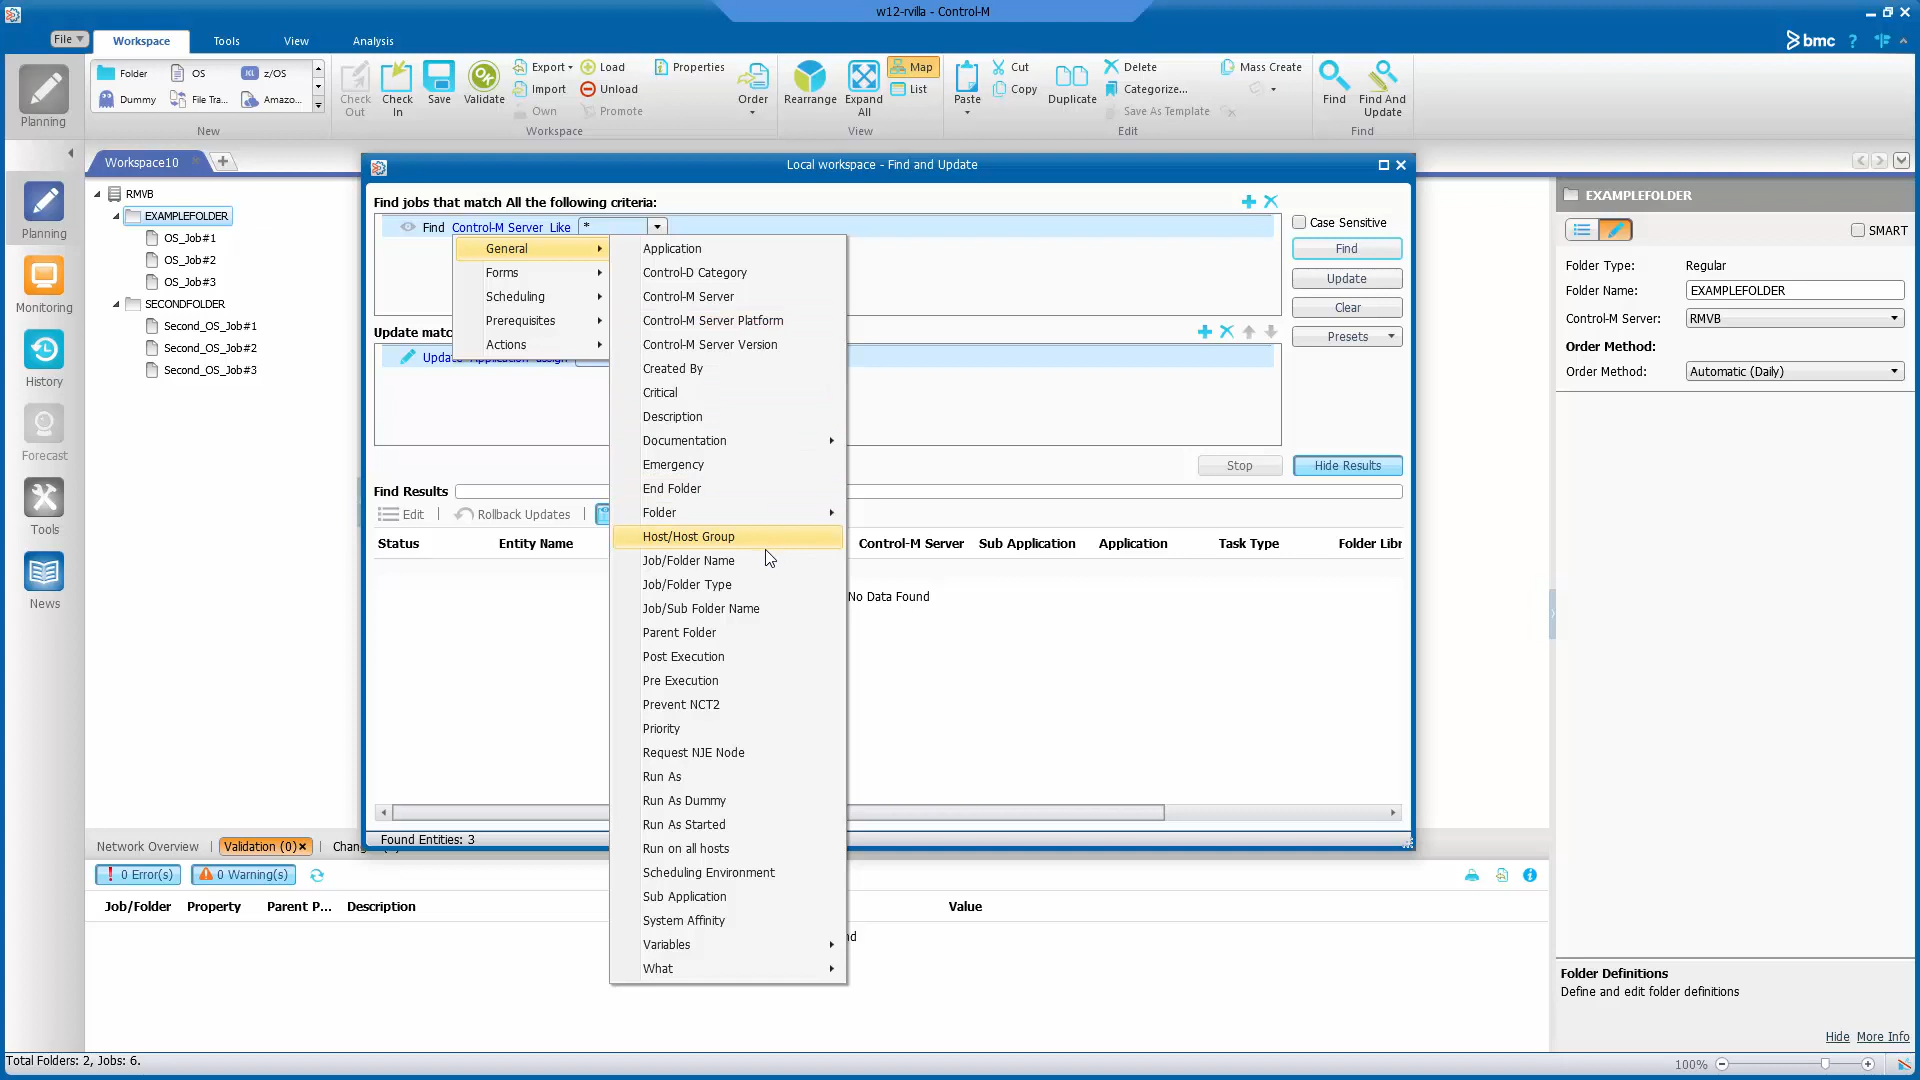 w12-rvilla - Control-M
File
Workspace
Tools
View
Analysis
bmc
?
Folder
OS
z/OS
Dummy
File Tra...
Amazo...
New
Check Out
Check In
Save
Validate
Export
Import
Own
Load
Unload
Promote
Properties
Order
Workspace
Rearrange
Expand All
Map
List
View
Paste
Cut
Copy
Duplicate
Delete
Categorize...
Save As Template
Mass Create
Edit
Find
Find And Update
Find
Planning
Planning
Monitoring
History
Forecast
Tools
News
Workspace10
RMVB
EXAMPLEFOLDER
OS_Job#1
OS_Job#2
OS_Job#3
SECONDFOLDER
Second_OS_Job#1
Second_OS_Job#2
Second_OS_Job#3
Local workspace - Find and Update
Find jobs that match All the following criteria:
Find Control-M Server Like *
Case Sensitive
Find
Update
Clear
Presets
Update matc
Update Application assign
Stop
Hide Results
General
Forms
Scheduling
Prerequisites
Actions
Application
Control-D Category
Control-M Server
Control-M Server Platform
Control-M Server Version
Created By
Critical
Description
Documentation
Emergency
End Folder
Folder
Host/Host Group
Job/Folder Name
Job/Folder Type
Job/Sub Folder Name
Parent Folder
Post Execution
Pre Execution
Prevent NCT2
Priority
Request NJE Node
Run As
Run As Dummy
Run As Started
Run on all hosts
Scheduling Environment
Sub Application
System Affinity
Variables
What
Find Results
Edit
Rollback Updates
Status
Entity Name
Control-M Server
Sub Application
Application
Task Type
Folder Libr
No Data Found
Found Entities: 3
Network Overview
Validation (0)
Chan
0 Error(s)
0 Warning(s)
Job/Folder
Property
Parent P...
Description
Value
nd
EXAMPLEFOLDER
SMART
Folder Type: Regular
Folder Name: EXAMPLEFOLDER
Control-M Server: RMVB
Order Method:
Order Method: Automatic (Daily)
Folder Definitions
Define and edit folder definitions
Hide More Info
Total Folders: 2, Jobs: 6.
100%